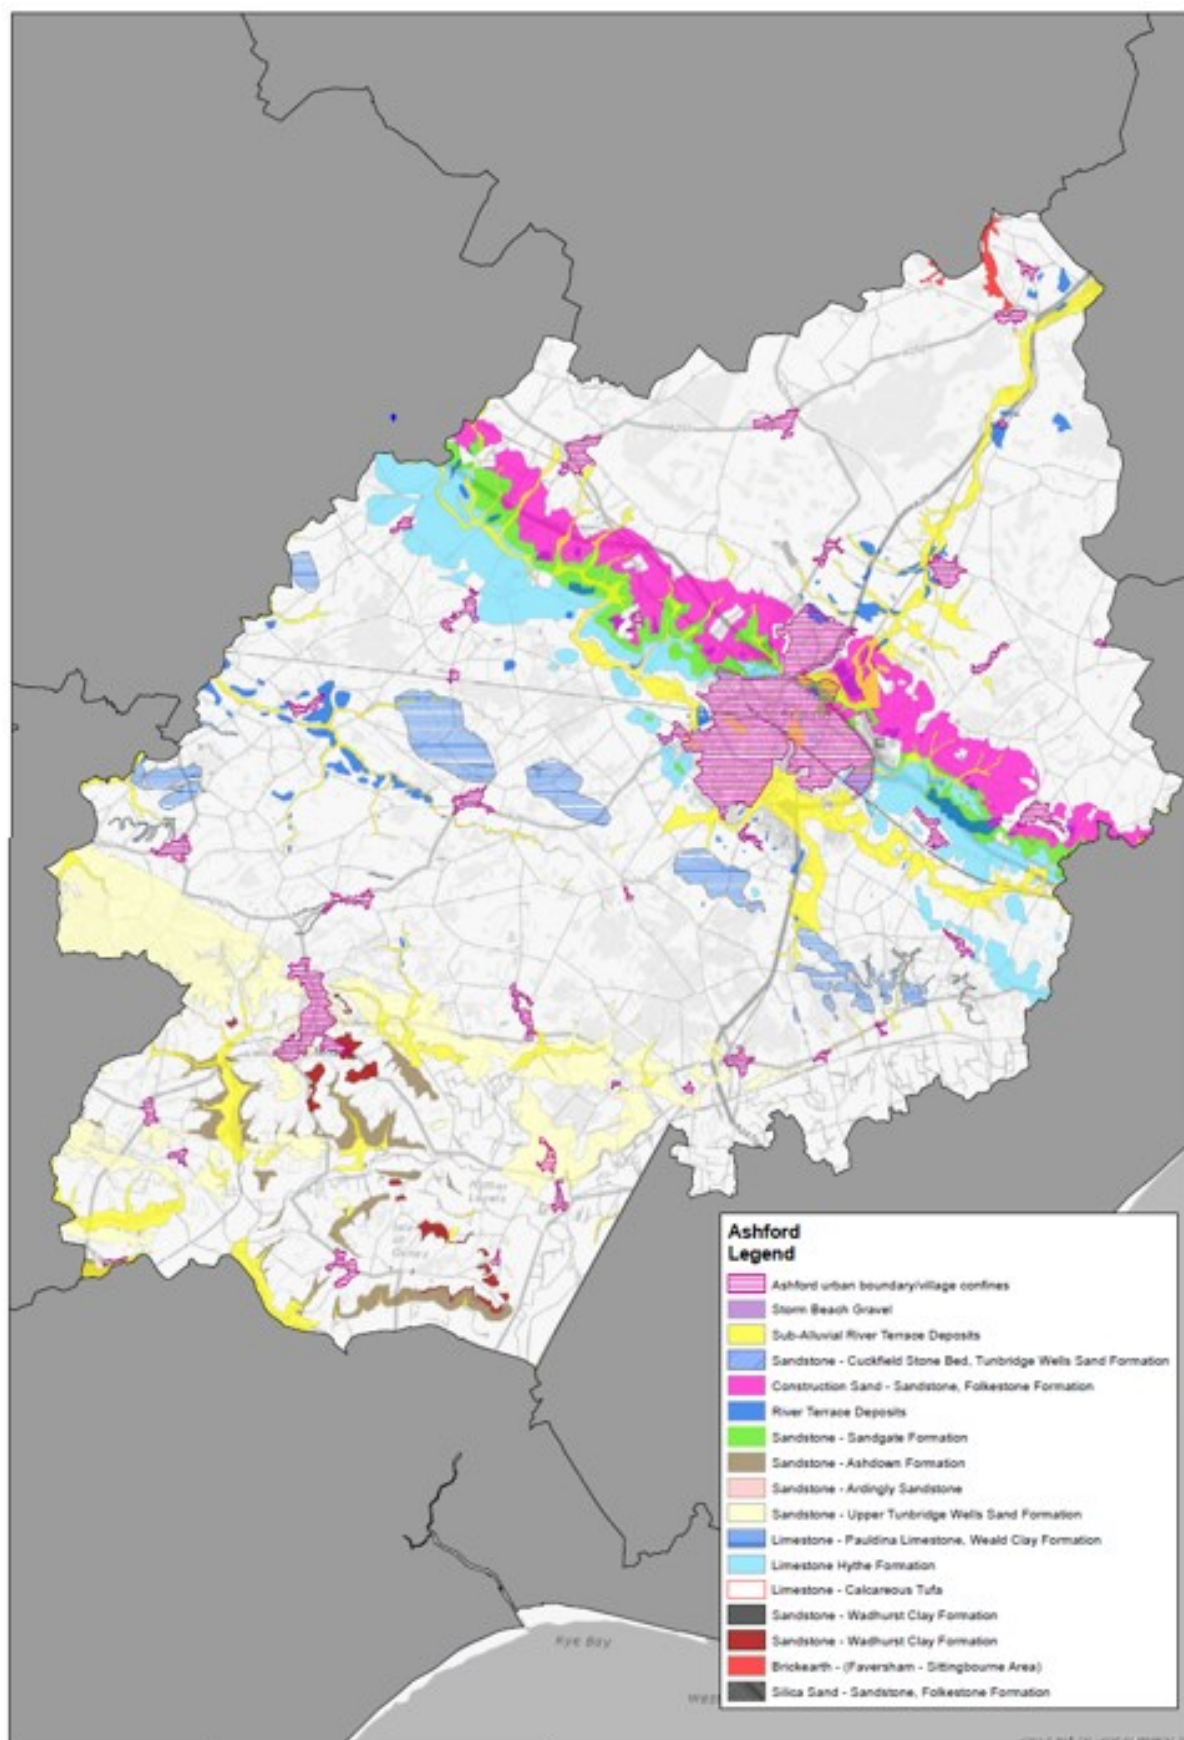 Ashford
Legend
Ashford urban boundary/village confines
Storm Beach Gravel
Sub-Alluvial River Terrace Deposits
Sandstone - Cuckfield Stone Bed, Tunbridge Wells Sand Formation
Construction Sand - Sandstone, Folkestone Formation
River Terrace Deposits
Sandstone - Sandgate Formation
Sandstone - Ashdown Formation
Sandstone - Ardingly Sandstone
Sandstone - Upper Tunbridge Wells Sand Formation
Limestone - Pauldina Limestone, Weald Clay Formation
Limestone Hythe Formation
Limestone - Calcareous Tufa
Sandstone - Wadhurst Clay Formation
Sandstone - Wadhurst Clay Formation
Brickearth - (Faversham - Sittingbourne Area)
Silica Sand - Sandstone, Folkestone Formation
Rye Bay